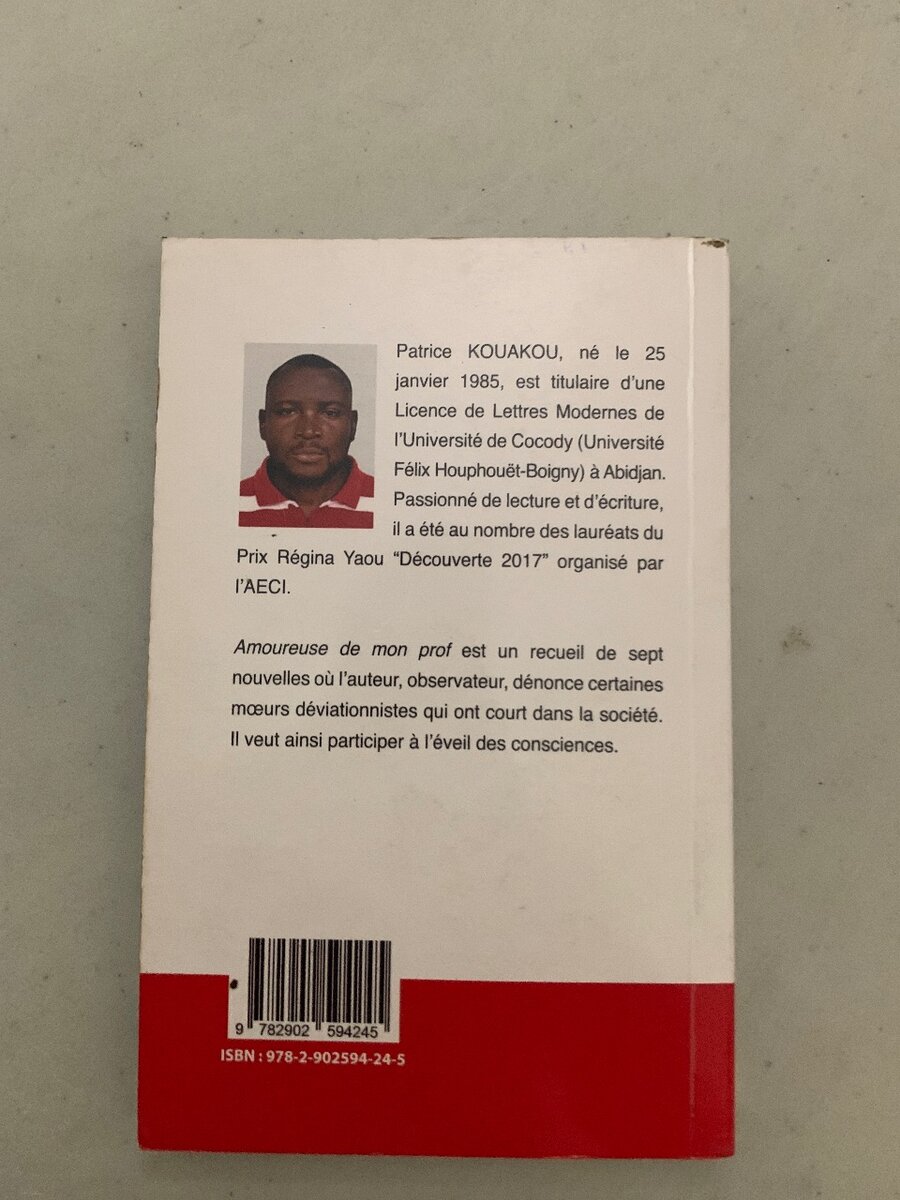 Patrice KOUAKOU, né le 25
janvier 1985, est titulaire d'une
Licence de Lettres Modernes de
l'Université de Cocody (Université
Félix Houphouët-Boigny) à Abidjan.
Passionné de lecture et d'écriture,
il a été au nombre des lauréats du
Prix Régina Yaou “Découverte 2017” organisé par
l'AECI.
Amoureuse de mon prof est un recueil de sept
nouvelles où l'auteur, observateur, dénonce certaines
mœurs déviationnistes qui ont court dans la société.
Il veut ainsi participer à l'éveil des consciences.
9 782902 594245
ISBN : 978-2-902594-24-5